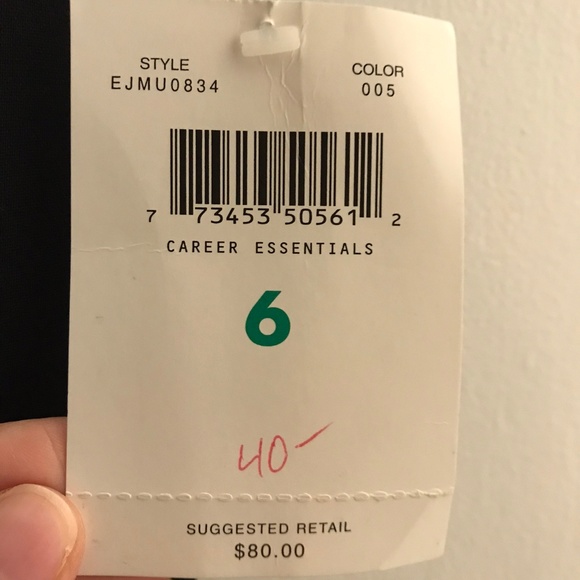 STYLE COLOR
EJMU0834 005
7 73453 50561 2
CAREER ESSENTIALS
6
40-
SUGGESTED RETAIL
$80.00